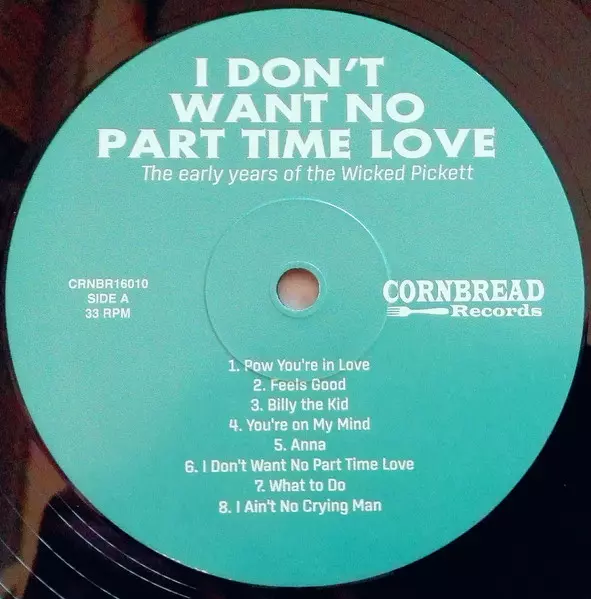 I DON'T
WANT NO
PART TIME LOVE
The early years of the Wicked Pickett
CRNBR16010
SIDE A
33 RPM
CORNBREAD
Records
1. Pow You're in Love
2. Feels Good
3. Billy the Kid
4. You're on My Mind
5. Anna
6. I Don't Want No Part Time Love
7. What to Do
8. I Ain't No Crying Man